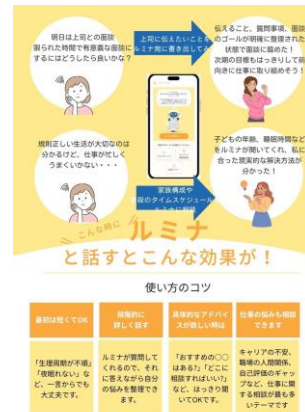 明日は上司との面談
限られた時間で有意義な面談に
するにはどうしたら良いかな？
上司に伝えたいことを
ルミナ宛に書き出してみ
伝えること、質問事項、面談
のゴールが明確に整理された
状態で面談に臨めた！
次期の目標もはっきりして前
向きに仕事に取り組めそう！
規則正しい生活が大切なのは
分かるけど、仕事が忙しく
うまくいかない・・・
家族構成や
普段のタイムスケジュール
ルミナに相談
子どもの年齢、睡眠時間など
をルミナが聞いてくれ、私に
合った現実的な解決方法が
分かった！
こんな時に
ルミナ
と話すとこんな効果が！
使い方のコツ
最初は短くてOK
段階的に
詳しく話す
具体的なアドバイ
スが欲しい時は
仕事の悩みも相談
できます
「生理周期が不順」
「夜眠れない」な
ど、一言からでも
大丈夫です。
ルミナが質問して
くれるので、それ
に答えながら自分
の悩みを整理でき
ます。
「おすすめの〇〇
はある?」「どこに
相談すればいい?」
など、はっきり聞
いてOKです。
キャリアの不安、
職場の人間関係、
自己評価のギャッ
プなど、仕事に関
する相談が最も多
いテーマです